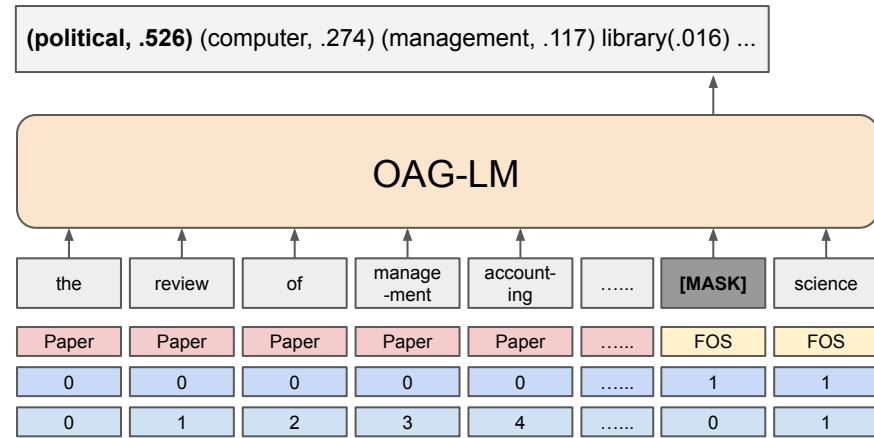 (political, .526) (computer, .274) (management, .117) library(.016) ...
OAG-LM
the review of manage account- …... [MASK] science
-ment ing
Paper Paper Paper Paper Paper …... FOS FOS
0 0 0 0 0 …... 1 1
0 1 2 3 4 …... 0 1